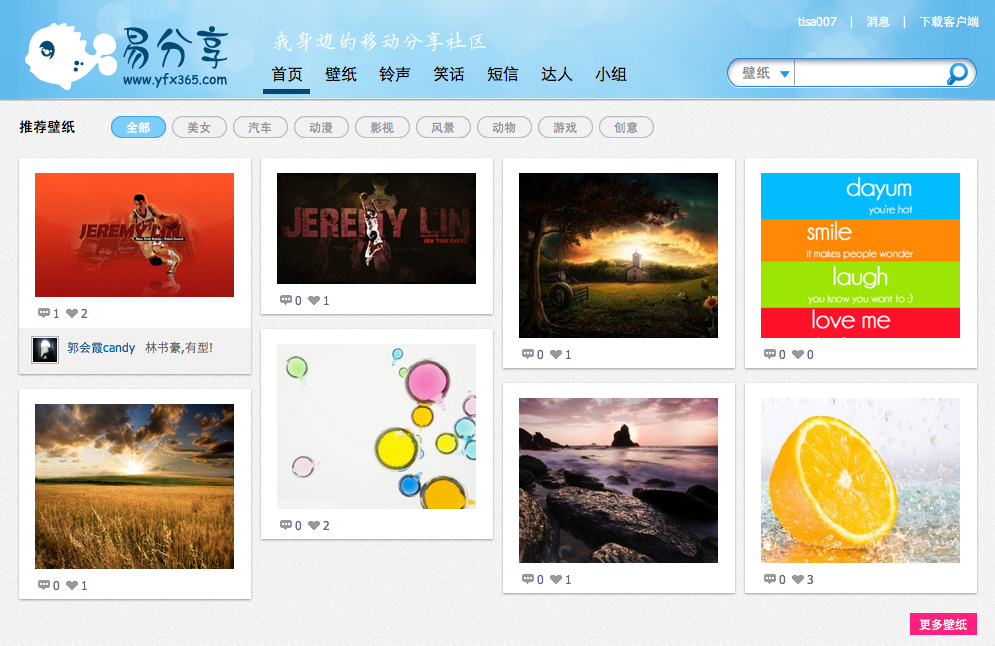 tisa007 | 消息 | 下载客户端
易分享
www.yfx365.com
我身边的移动分享社区
首页 壁纸 铃声 笑话 短信 达人 小组
壁纸
推荐壁纸 全部 美女 汽车 动漫 影视 风景 动物 游戏 创意
JEREMY LIN
1 2
郭会霞candy 林书豪,有型!
JEREMY LIN
NEW YORK KNICKS
0 1
0 1
dayum
you're hot
smile
it makes people wonder
laugh
you know you want to :)
love me
0 0
0 1
0 2
0 1
0 3
更多壁纸